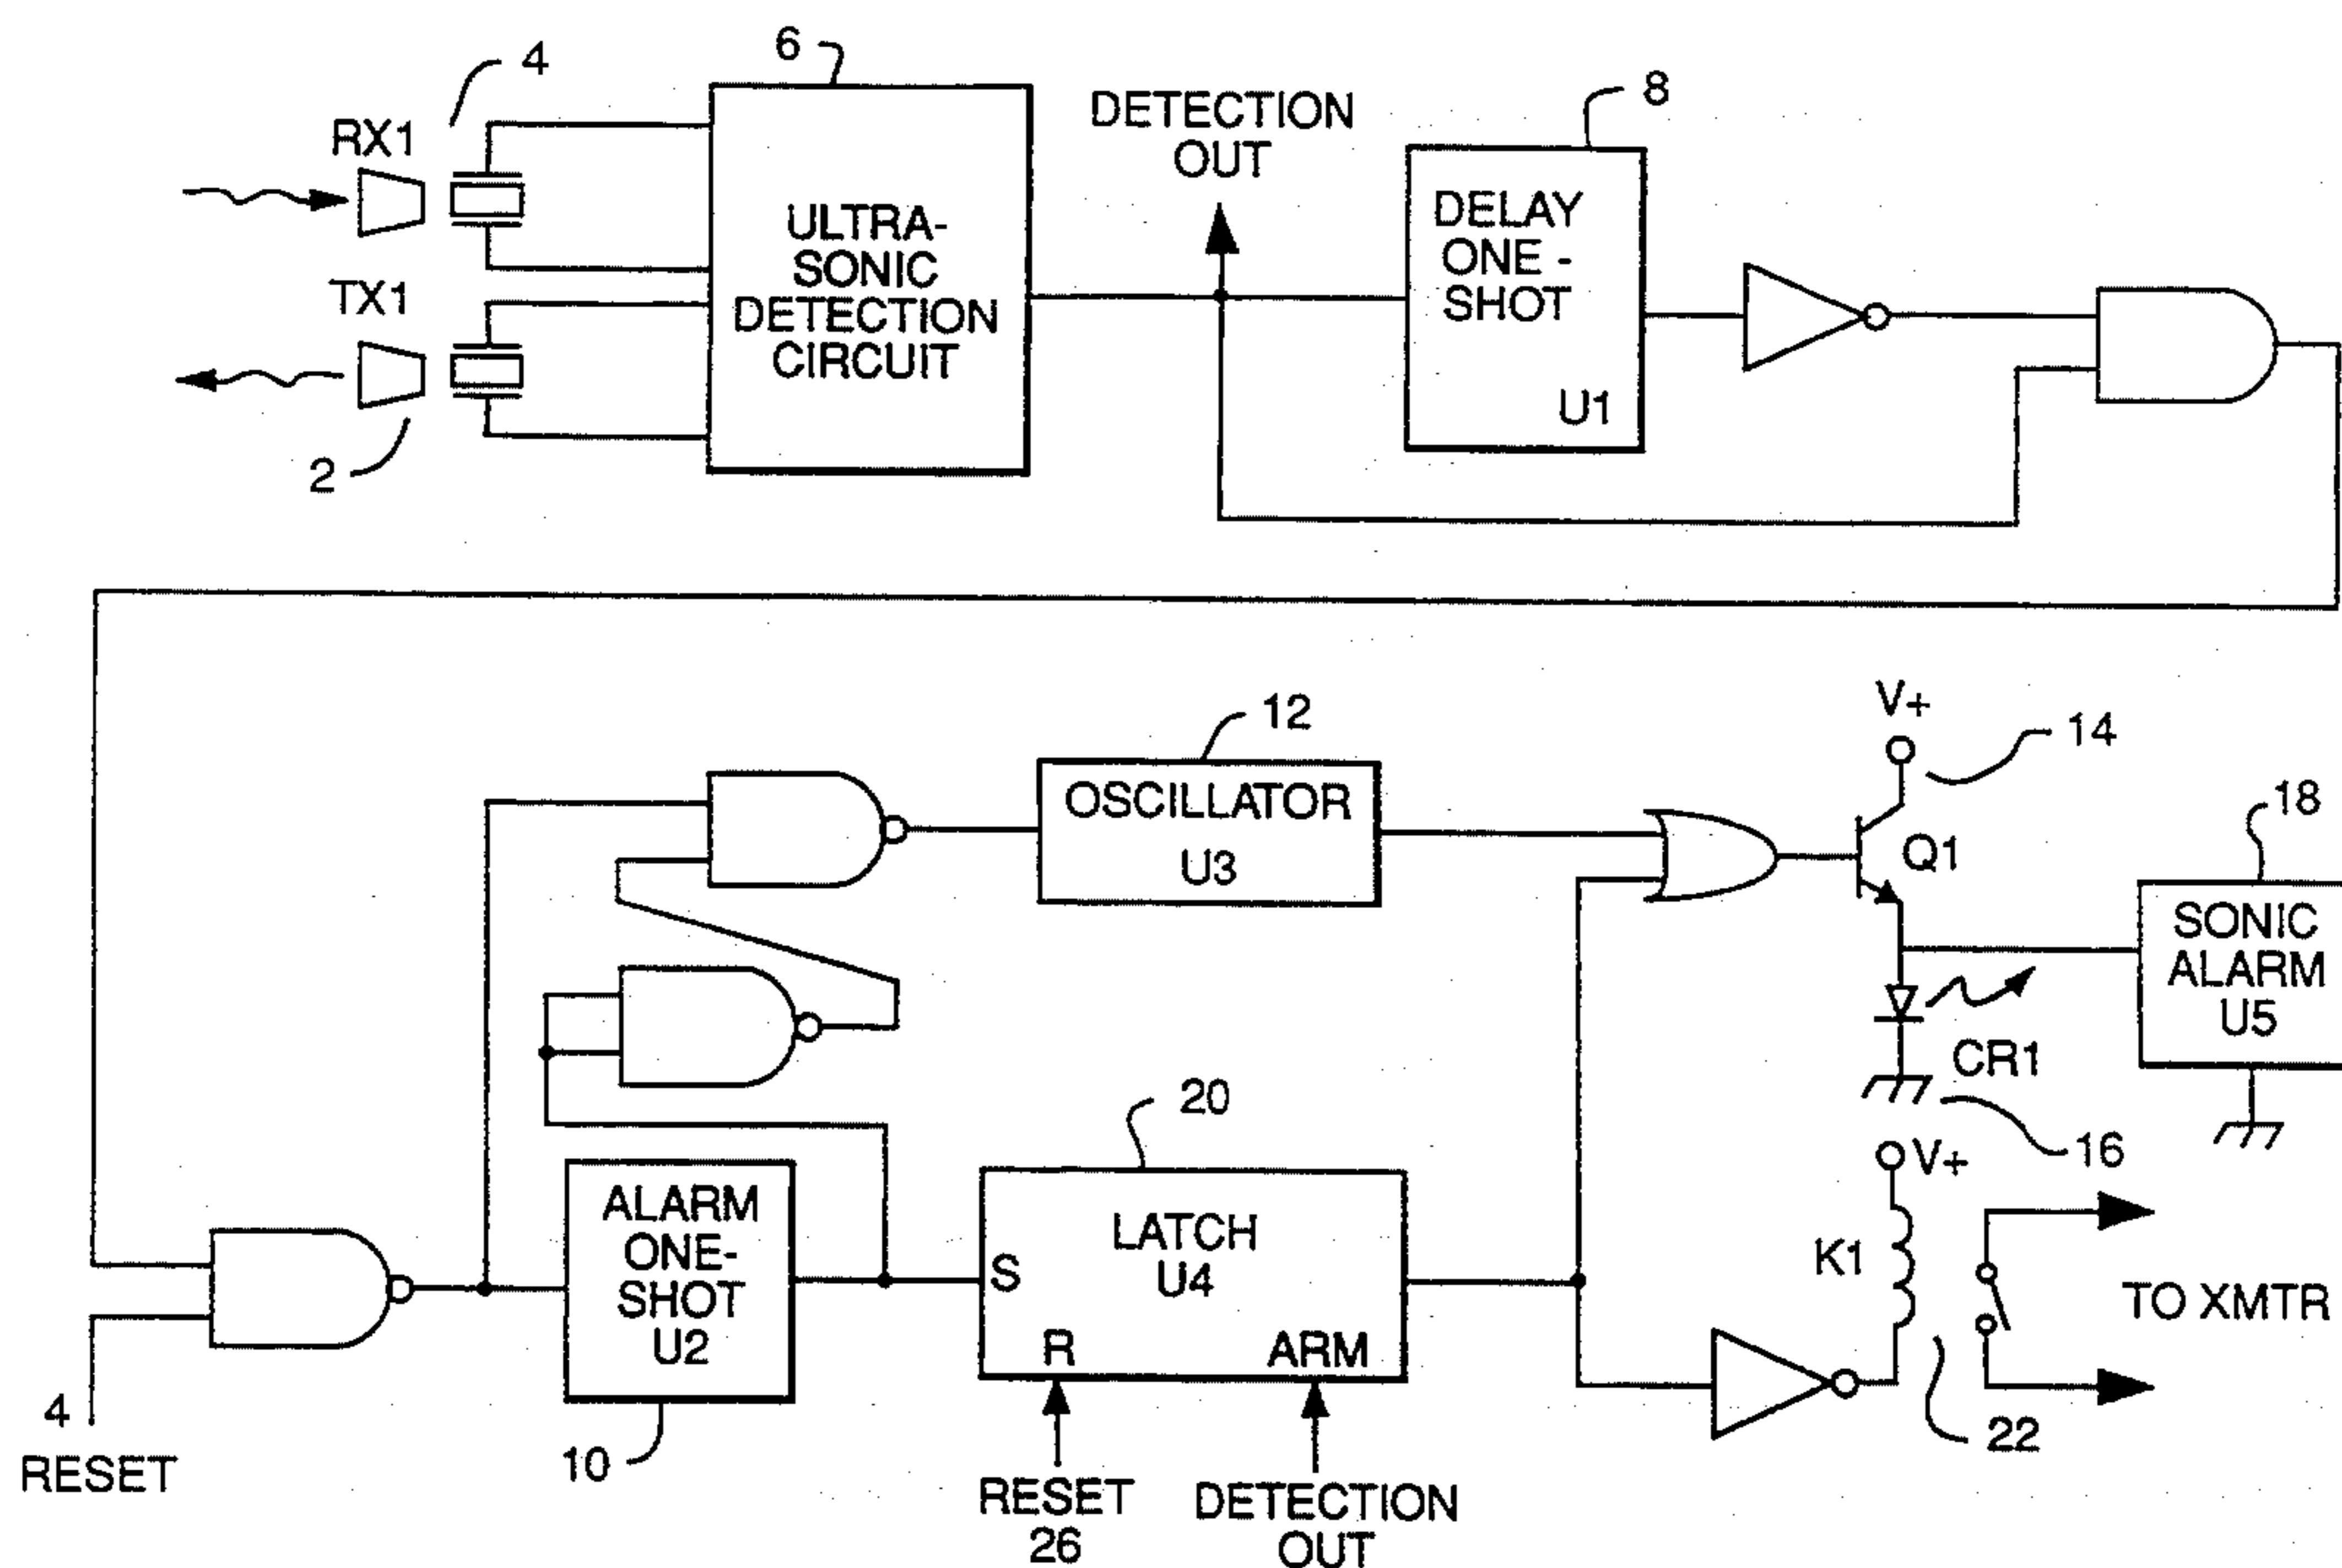 6
4
RX1
TX1
2
ULTRA-
SONIC
DETECTION
CIRCUIT
DETECTION
OUT
8
DELAY
ONE -
SHOT
U1
12
OSCILLATOR
U3
V+
14
Q1
18
SONIC
ALARM
U5
CR1
16
20
ALARM
ONE-
SHOT
U2
10
S
LATCH
U4
R
ARM
V+
K1
TO XMTR
22
4
RESET
RESET
26
DETECTION
OUT